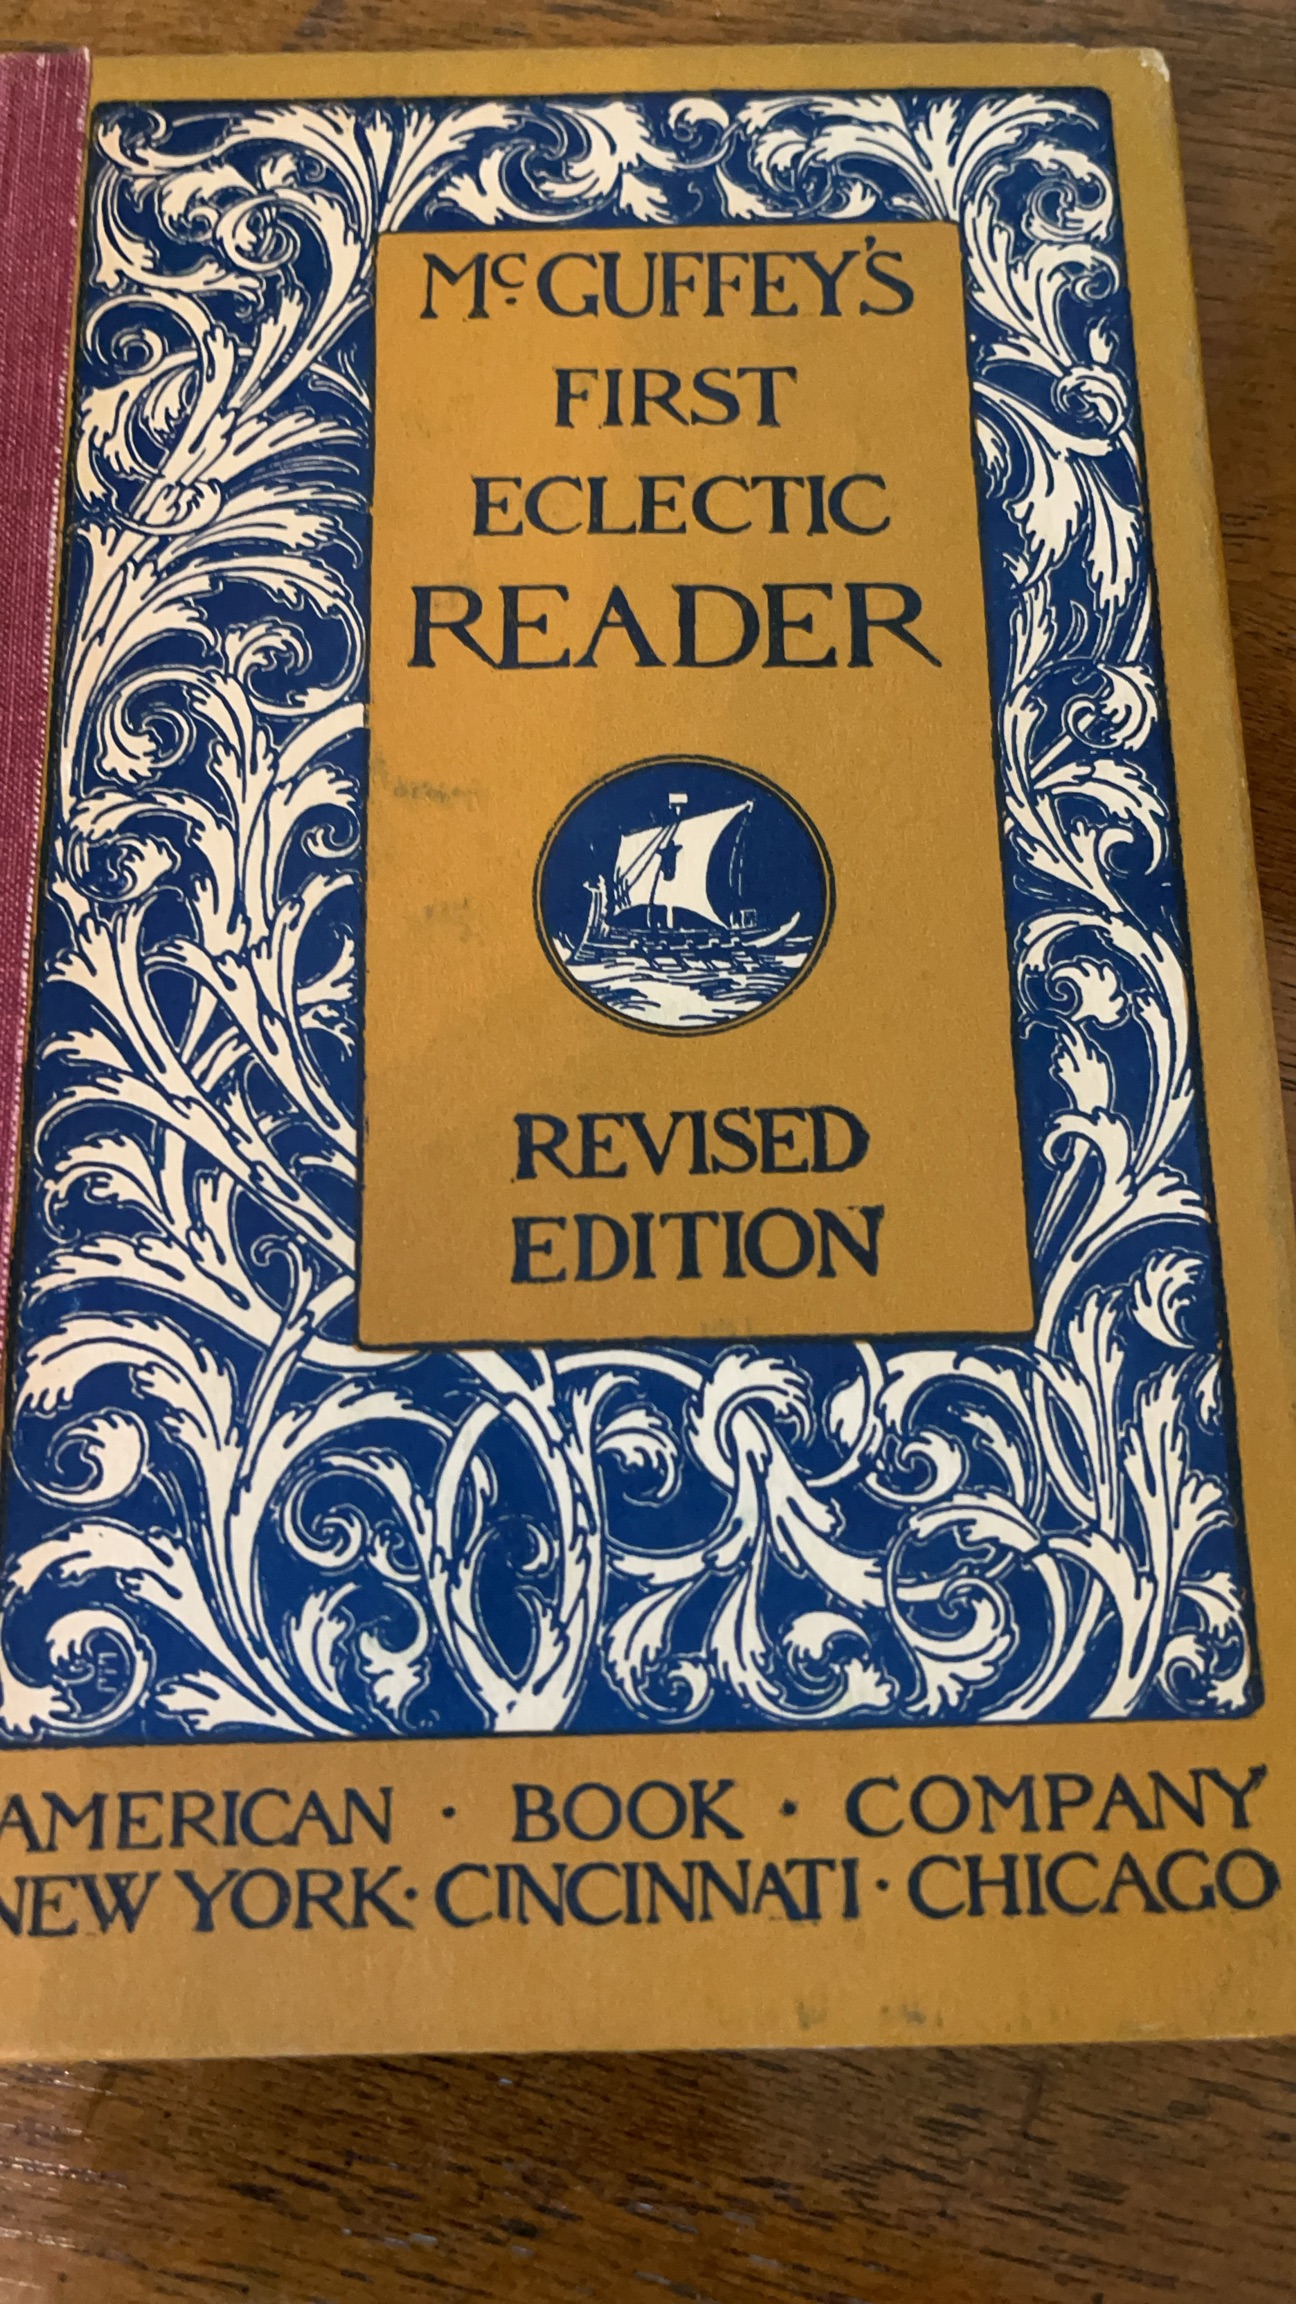 McGUFFEY'S
FIRST
ECLECTIC
READER
REVISED
EDITION
AMERICAN · BOOK · COMPANY
NEW YORK · CINCINNATI · CHICAGO